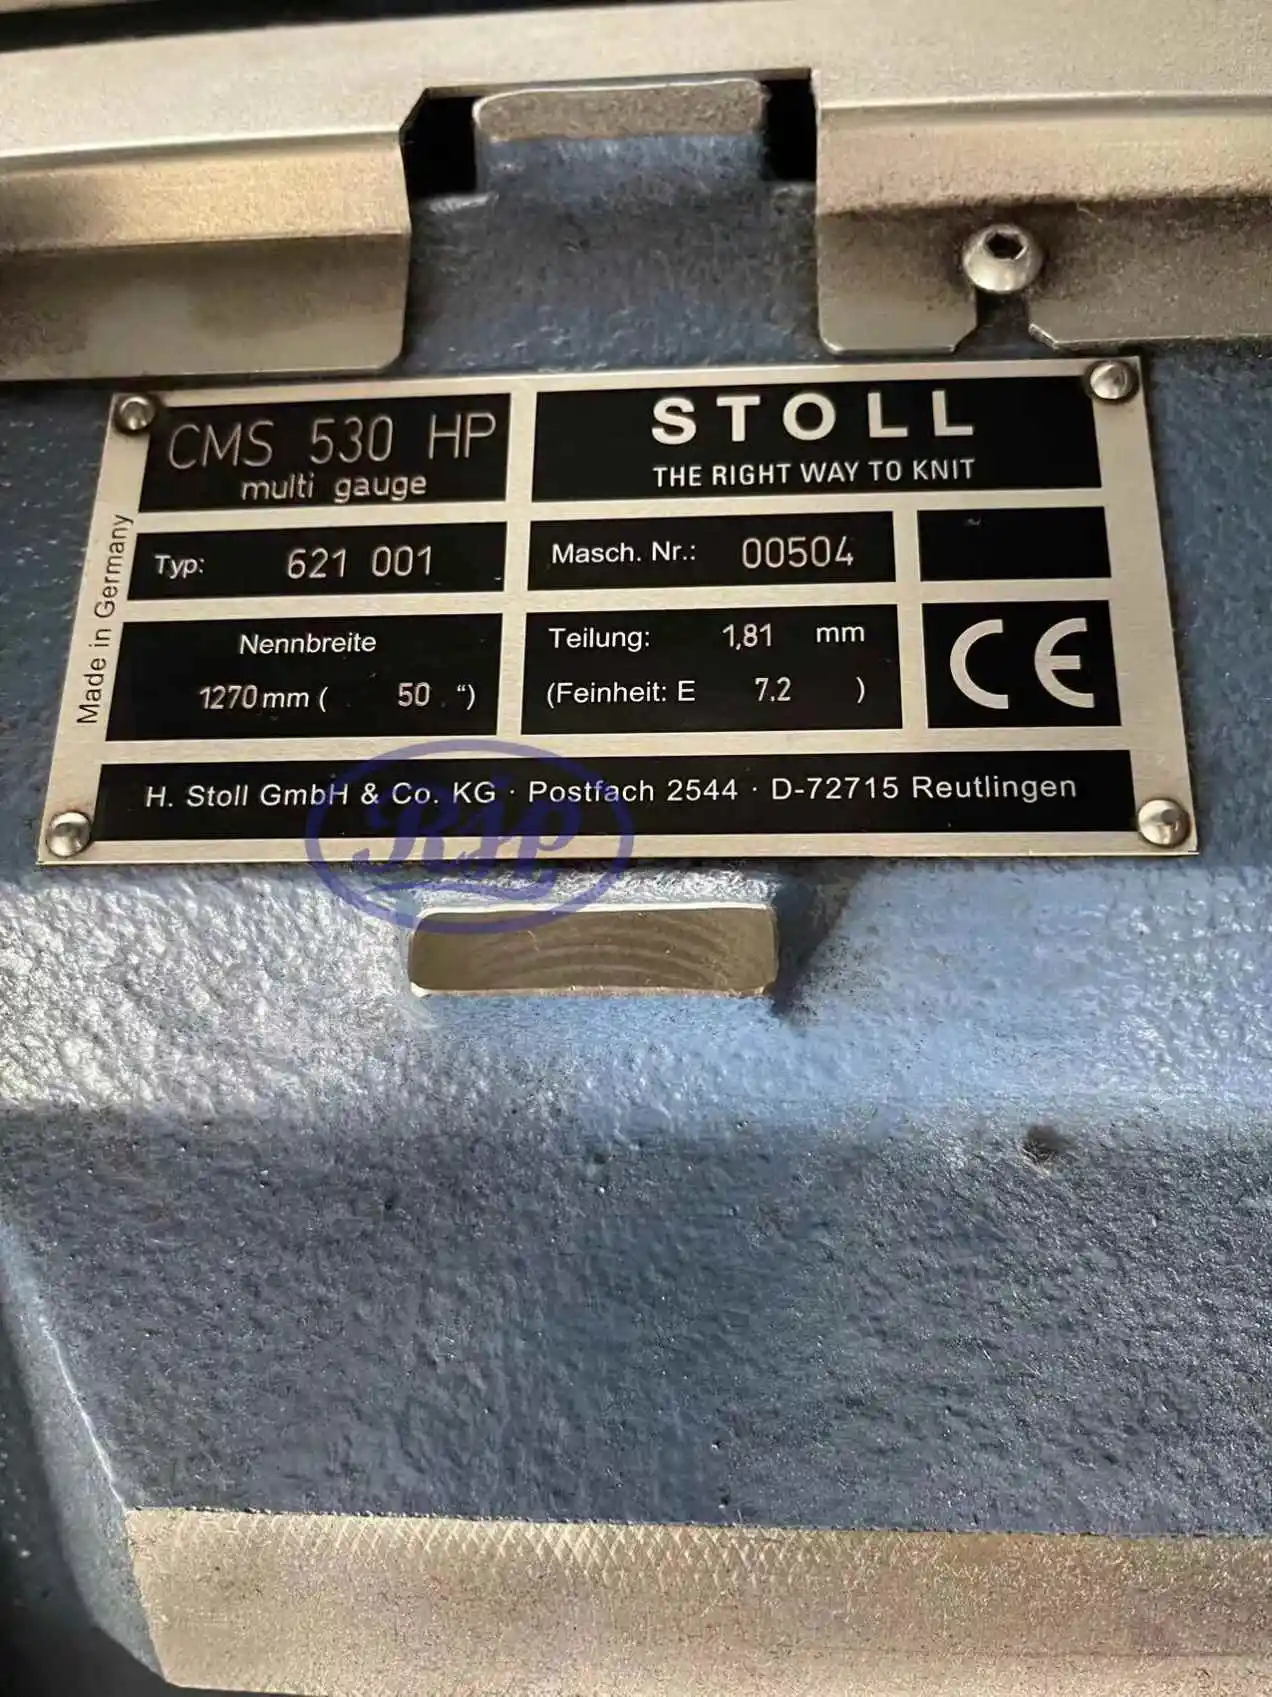 CMS 530 HP
multi gauge
STOLL
THE RIGHT WAY TO KNIT
Made in Germany
Typ: 621 001
Masch. Nr.: 00504
Nennbreite
1270 mm ( 50 “)
Teilung: 1,81 mm
(Feinheit: E 7.2 )
CE
H. Stoll GmbH & Co. KG · Postfach 2544 · D-72715 Reutlingen